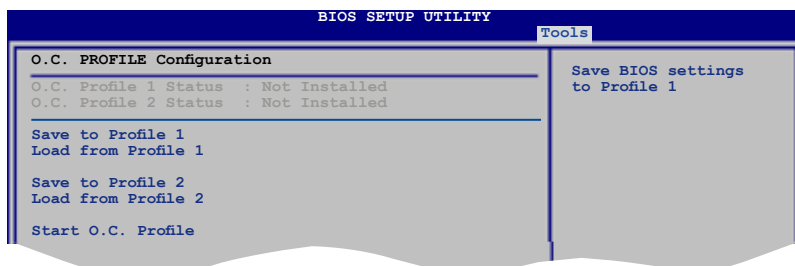 BIOS SETUP UTILITY
Tools
O.C. PROFILE Configuration
O.C. Profile 1 Status : Not Installed
O.C. Profile 2 Status : Not Installed
Save to Profile 1
Load from Profile 1
Save to Profile 2
Load from Profile 2
Start O.C. Profile
Save BIOS settings
to Profile 1